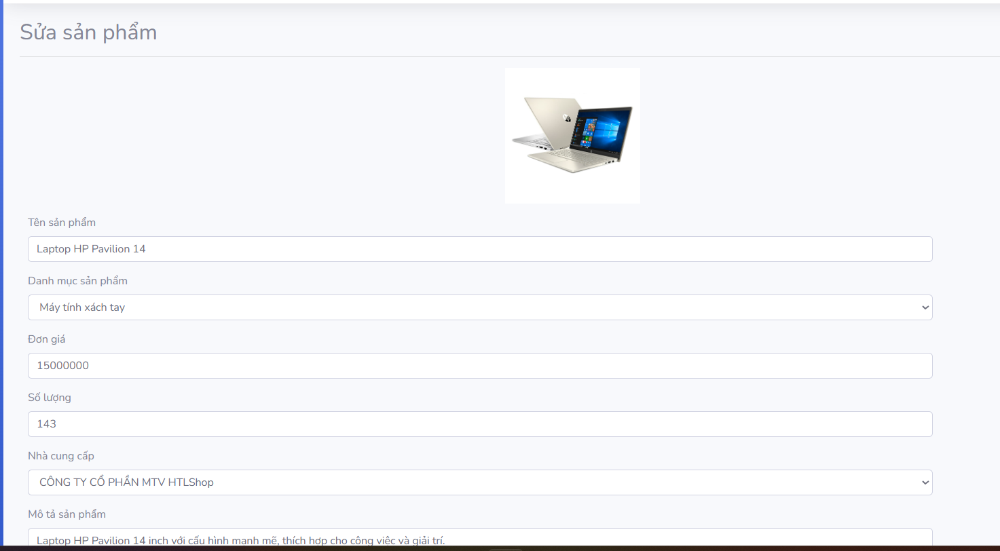 Sửa sản phẩm
Tên sản phẩm
Laptop HP Pavilion 14
Danh mục sản phẩm
Máy tính xách tay
Đơn giá
15000000
Số lượng
143
Nhà cung cấp
CÔNG TY CỔ PHẦN MTV HTLShop
Mô tả sản phẩm
Laptop HP Pavilion 14 inch với cấu hình mạnh mẽ, thích hợp cho công việc và giải trí.